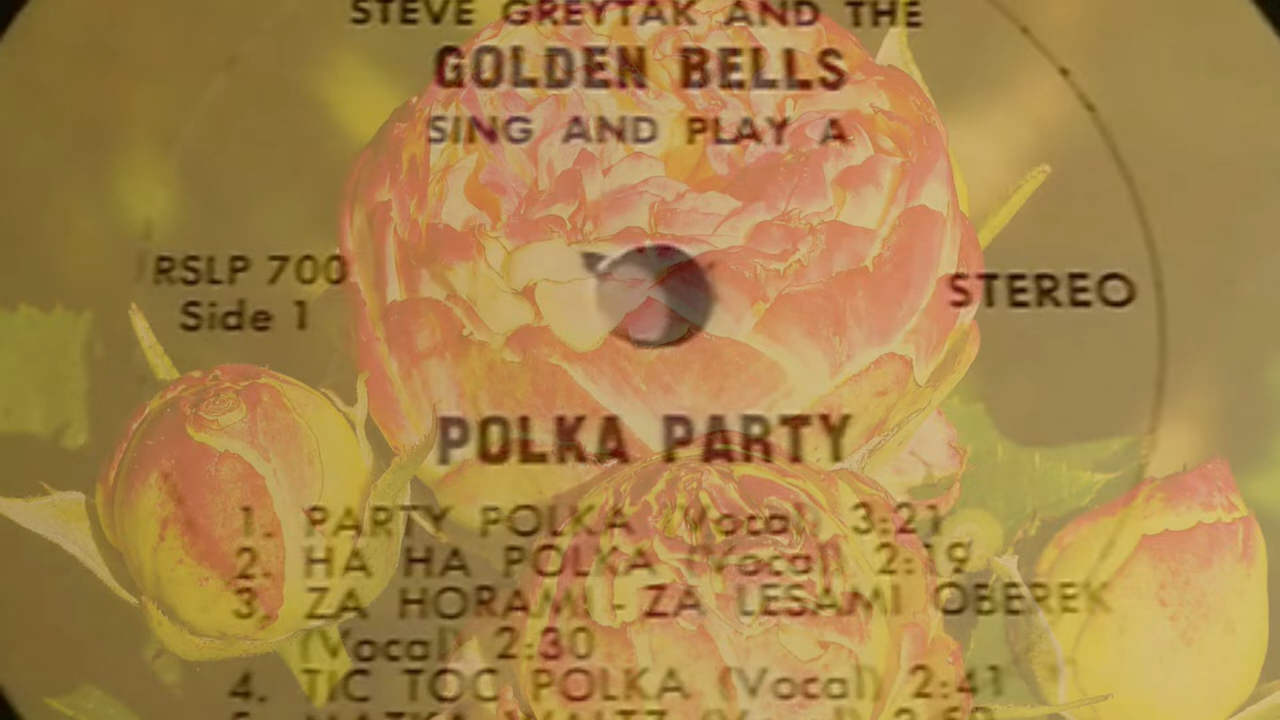 STEVE GREYTAK AND THE
GOLDEN BELLS
SING AND PLAY A
RSLP 700
Side 1
STEREO
POLKA PARTY
1. PARTY POLKA (Vocal) 3:21
2. HA HA POLKA (Vocal) 2:19
3. ZA HORAMI - ZA LESAMI OBEREK
(Vocal) 2:30
4. TIC TOC POLKA (Vocal) 2:41
WALTZ